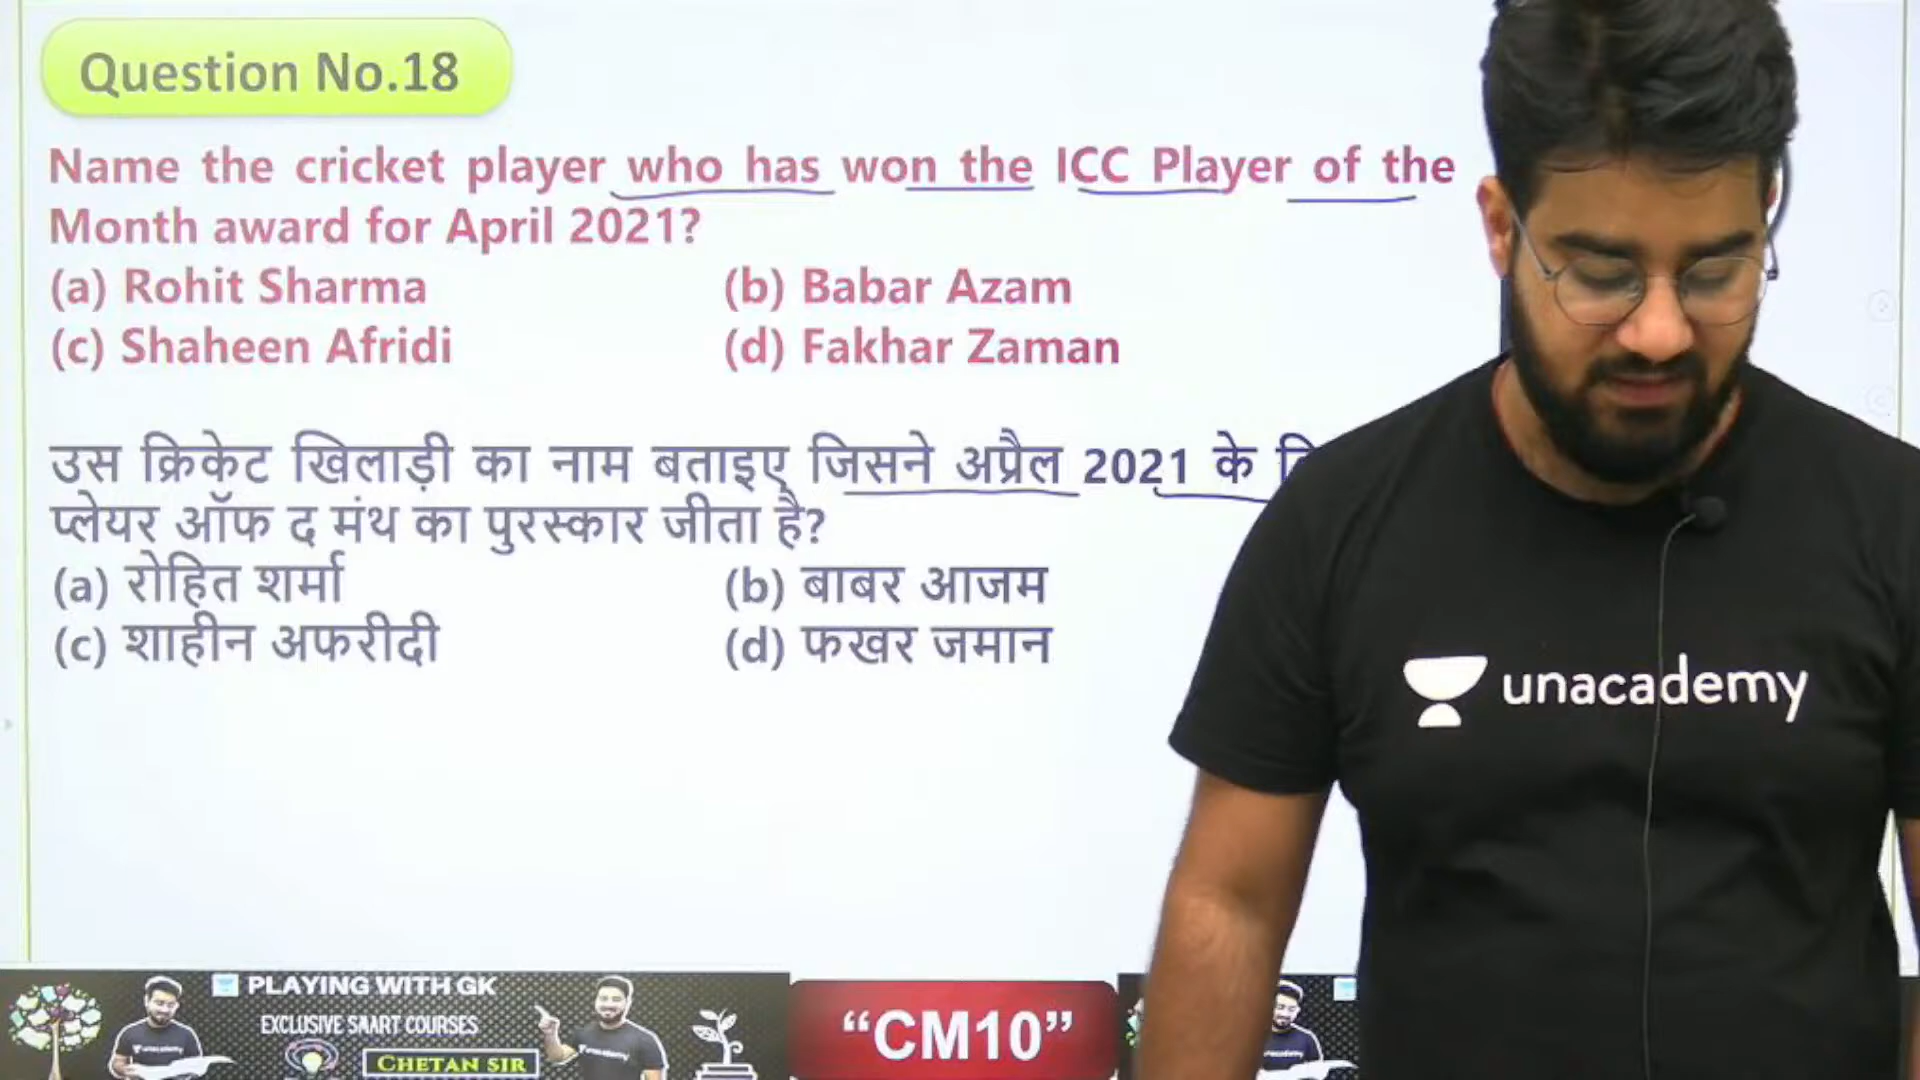 Question No.18
Name the cricket player who has won the ICC Player of the
Month award for April 2021?
(a) Rohit Sharma (b) Babar Azam
(c) Shaheen Afridi (d) Fakhar Zaman
उस क्रिकेट खिलाड़ी का नाम बताइए जिसने अप्रैल 2021 के
प्लेयर ऑफ द मंथ का पुरस्कार जीता है?
(a) रोहित शर्मा (b) बाबर आजम
(c) शाहीन अफरीदी (d) फखर जमान
unacademy
PLAYING WITH GK
EXCLUSIVE SMART COURSES
CHETAN SIR
“CM10”